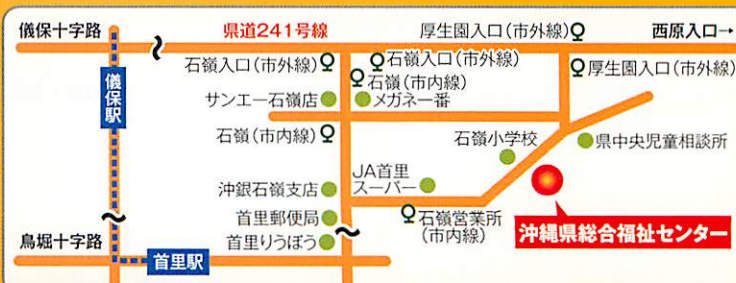 儀保十字路
県道241号線
厚生園入口(市外線)
西原入口→
石嶺入口(市外線)
石嶺入口(市外線)
厚生園入口(市外線)
石嶺(市内線)
儀保駅
サンエー石嶺店
メガネ一番
石嶺(市内線)
石嶺小学校
県中央児童相談所
JA首里
スーパー
沖銀石嶺支店
首里郵便局
石嶺営業所
(市内線)
沖縄県総合福祉センター
鳥堀十字路
首里りうぼう
首里駅